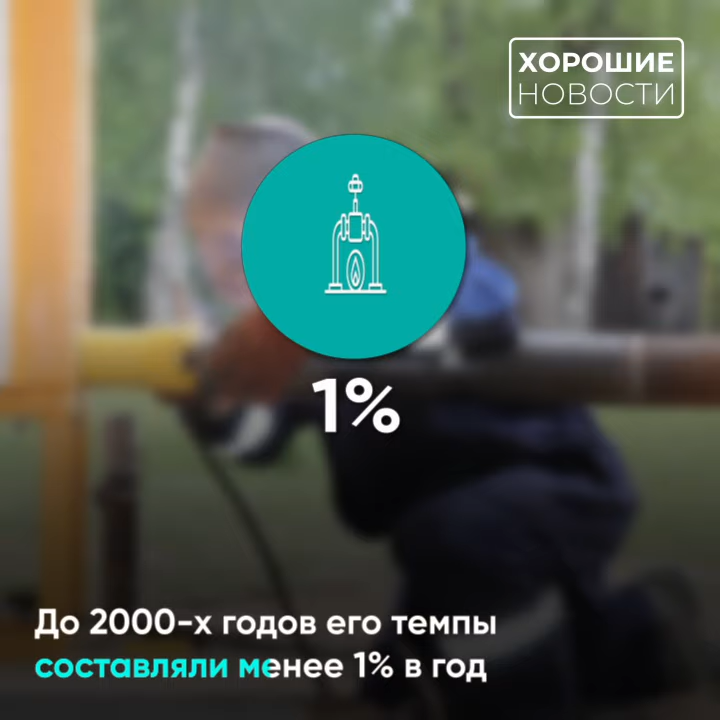 ХОРОШИЕ
НОВОСТИ
1%
До 2000-х годов его темпы
составляли менее 1% в год